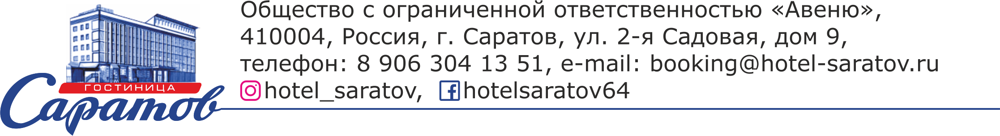 Общество с ограниченной ответственностью «Авеню»,
410004, Россия, г. Саратов, ул. 2-я Садовая, дом 9,
телефон: 8 906 304 13 51, e-mail: booking@hotel-saratov.ru
hotel_saratov, hotelsaratov64
ГОСТИНИЦА
Саратов